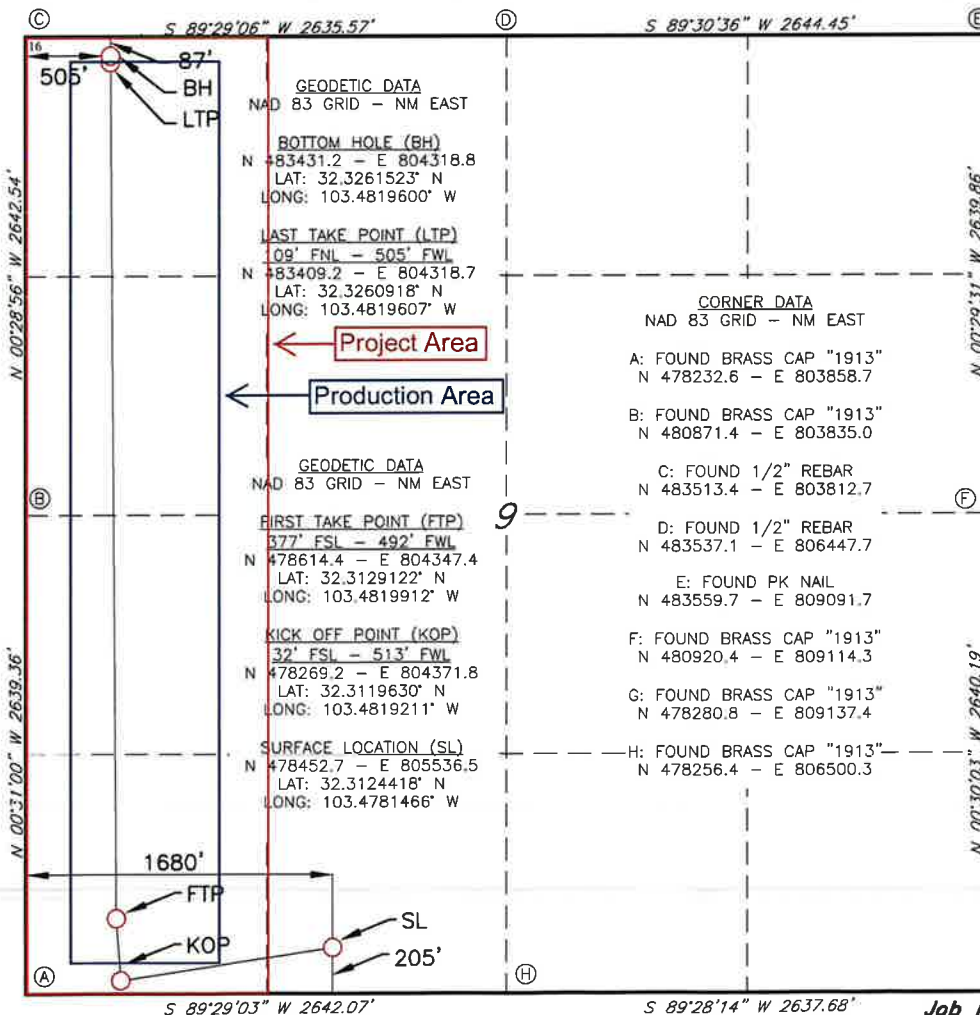 C
S 89°29'06" W 2635.57'
D
S 89°30'36" W 2644.45'
E
16
505'
87'
BH
LTP
GEODETIC DATA
NAD 83 GRID – NM EAST
BOTTOM HOLE (BH)
N 483431.2 – E 804318.8
LAT: 32.3261523° N
LONG: 103.4819600° W
LAST TAKE POINT (LTP)
109' FNL – 505' FWL
N 483409.2 – E 804318.7
LAT: 32.3260918° N
LONG: 103.4819607° W
N 00°28'56" W 2642.54'
N 00°29'31" W 2639.86'
Project Area
Production Area
CORNER DATA
NAD 83 GRID – NM EAST
A: FOUND BRASS CAP "1913"
N 478232.6 – E 803858.7
B: FOUND BRASS CAP "1913"
N 480871.4 – E 803835.0
C: FOUND 1/2" REBAR
N 483513.4 – E 803812.7
D: FOUND 1/2" REBAR
N 483537.1 – E 806447.7
E: FOUND PK NAIL
N 483559.7 – E 809091.7
F: FOUND BRASS CAP "1913"
N 480920.4 – E 809114.3
G: FOUND BRASS CAP "1913"
N 478280.8 – E 809137.4
H: FOUND BRASS CAP "1913"
N 478256.4 – E 806500.3
B
9
F
GEODETIC DATA
NAD 83 GRID – NM EAST
FIRST TAKE POINT (FTP)
377' FSL – 492' FWL
N 478614.4 – E 804347.4
LAT: 32.3129122° N
LONG: 103.4819912° W
KICK OFF POINT (KOP)
32' FSL – 513' FWL
N 478269.2 – E 804371.8
LAT: 32.3119630° N
LONG: 103.4819211° W
SURFACE LOCATION (SL)
N 478452.7 – E 805536.5
LAT: 32.3124418° N
LONG: 103.4781466° W
N 00°31'00" W 2639.36'
N 00°30'03" W 2640.19'
1680'
FTP
KOP
SL
205'
A
H
S 89°29'03" W 2642.07'
S 89°28'14" W 2637.68'
Job